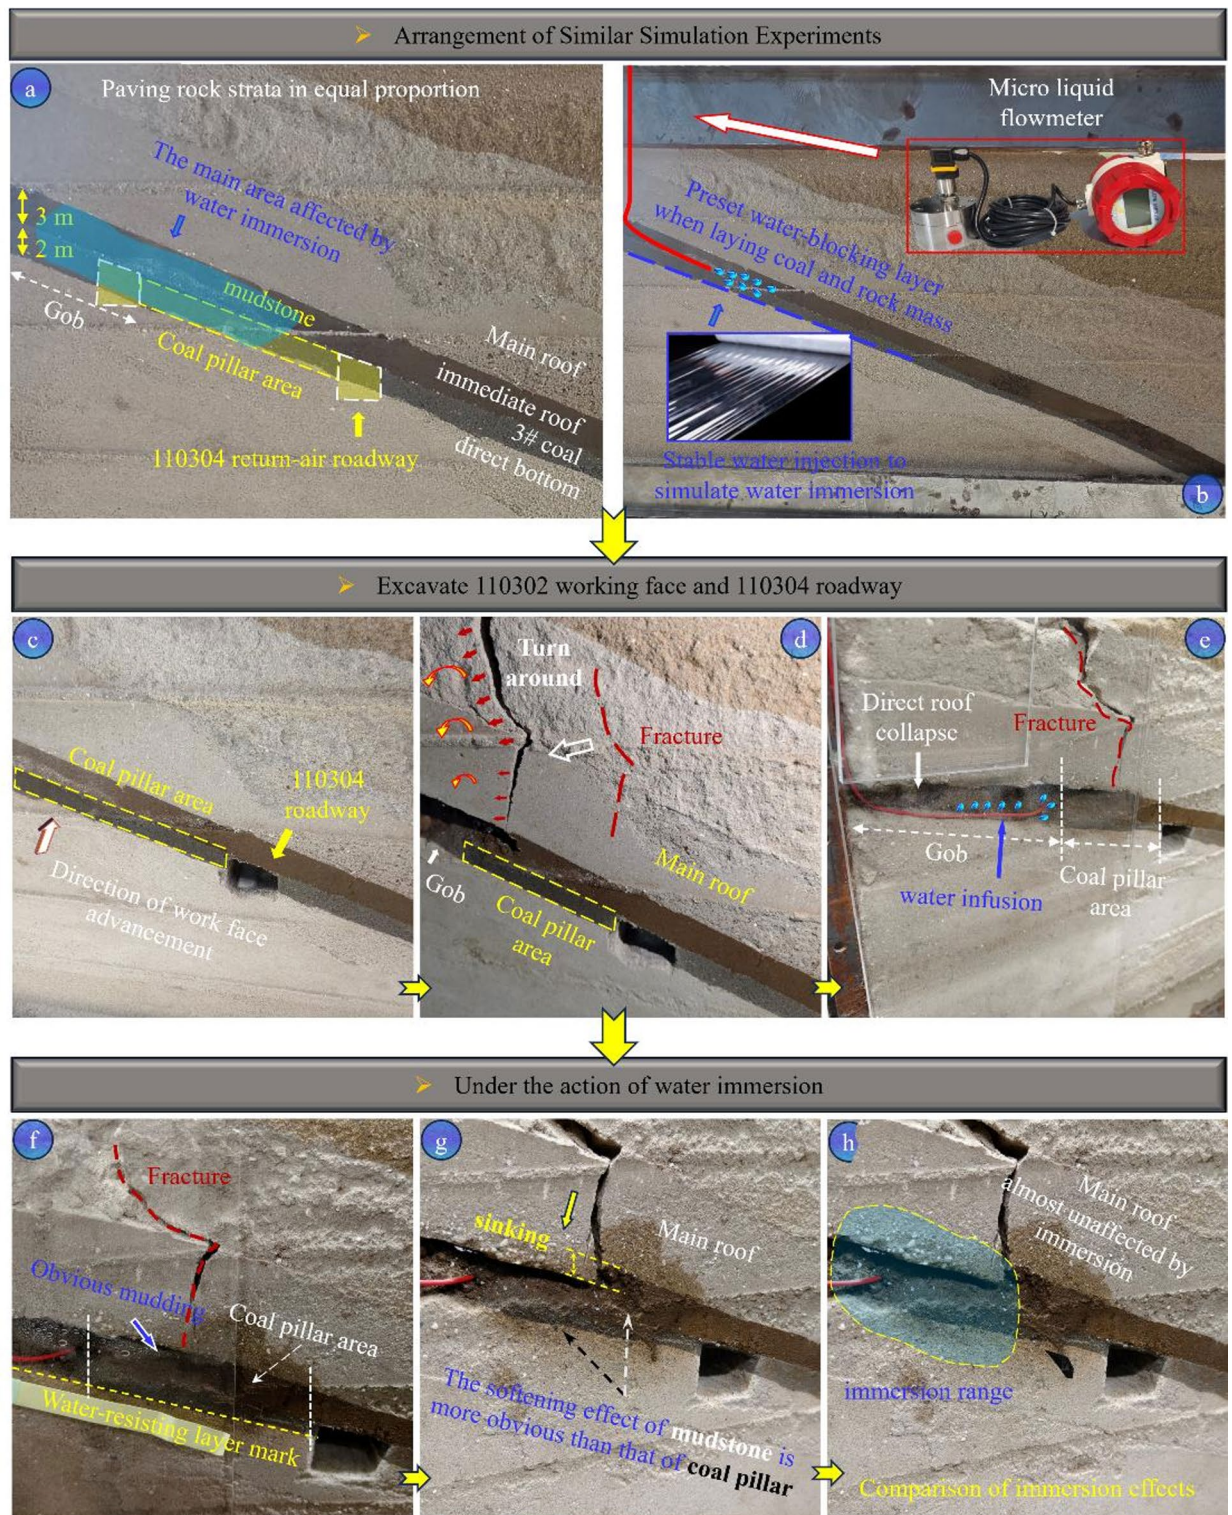 Arrangement of Similar Simulation Experiments
a
Paving rock strata in equal proportion
The main area affected by
water immersion
3 m
2 m
mudstone
Gob
Coal pillar area
Main roof
immediate roof
3# coal
direct bottom
110304 return-air roadway
Micro liquid
flowmeter
Preset water-blocking layer
when laying coal and rock mass
Stable water injection to
simulate water immersion
b
Excavate 110302 working face and 110304 roadway
c
Coal pillar area
110304
roadway
Direction of work face
advancement
d
Turn
around
Fracture
Main roof
Gob
Coal pillar
area
e
Direct roof
collapse
Fracture
Gob
Coal pillar
area
water infusion
Under the action of water immersion
f
Fracture
Obvious mudding
Coal pillar area
Water-resisting layer mark
g
sinking
Main roof
The softening effect of mudstone is
more obvious than that of coal pillar
h
Main roof
almost unaffected by
immersion
immersion range
Comparison of immersion effects